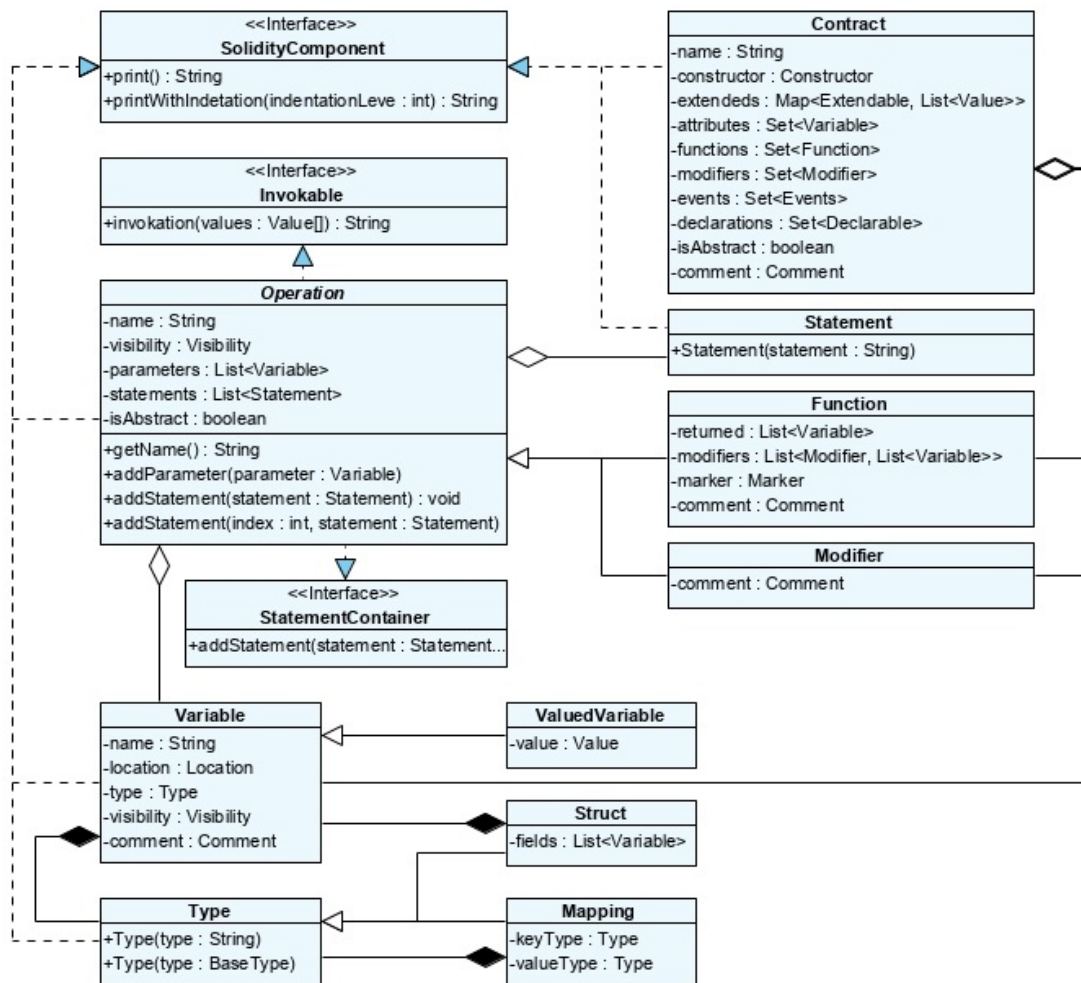 <<Interface>>
SolidityComponent
+print() : String
+printWithIndetation(indentationLeve : int) : String
<<Interface>>
Invokable
+invokation(values : Value[]) : String
Operation
-name : String
-visibility : Visibility
-parameters : List<Variable>
-statements : List<Statement>
-isAbstract : boolean
+getName() : String
+addParameter(parameter : Variable)
+addStatement(statement : Statement) : void
+addStatement(index : int, statement : Statement)
<<Interface>>
StatementContainer
+addStatement(statement : Statement...
Contract
-name : String
-constructor : Constructor
-extendeds : Map<Extendable, List<Value>>
-attributes : Set<Variable>
-functions : Set<Function>
-modifiers : Set<Modifier>
-events : Set<Events>
-declarations : Set<Declarable>
-isAbstract : boolean
-comment : Comment
Statement
+Statement(statement : String)
Function
-returned : List<Variable>
-modifiers : List<Modifier, List<Variable>>
-marker : Marker
-comment : Comment
Modifier
-comment : Comment
Variable
-name : String
-location : Location
-type : Type
-visibility : Visibility
-comment : Comment
ValuedVariable
-value : Value
Struct
-fields : List<Variable>
Type
+Type(type : String)
+Type(type : BaseType)
Mapping
-keyType : Type
-valueType : Type